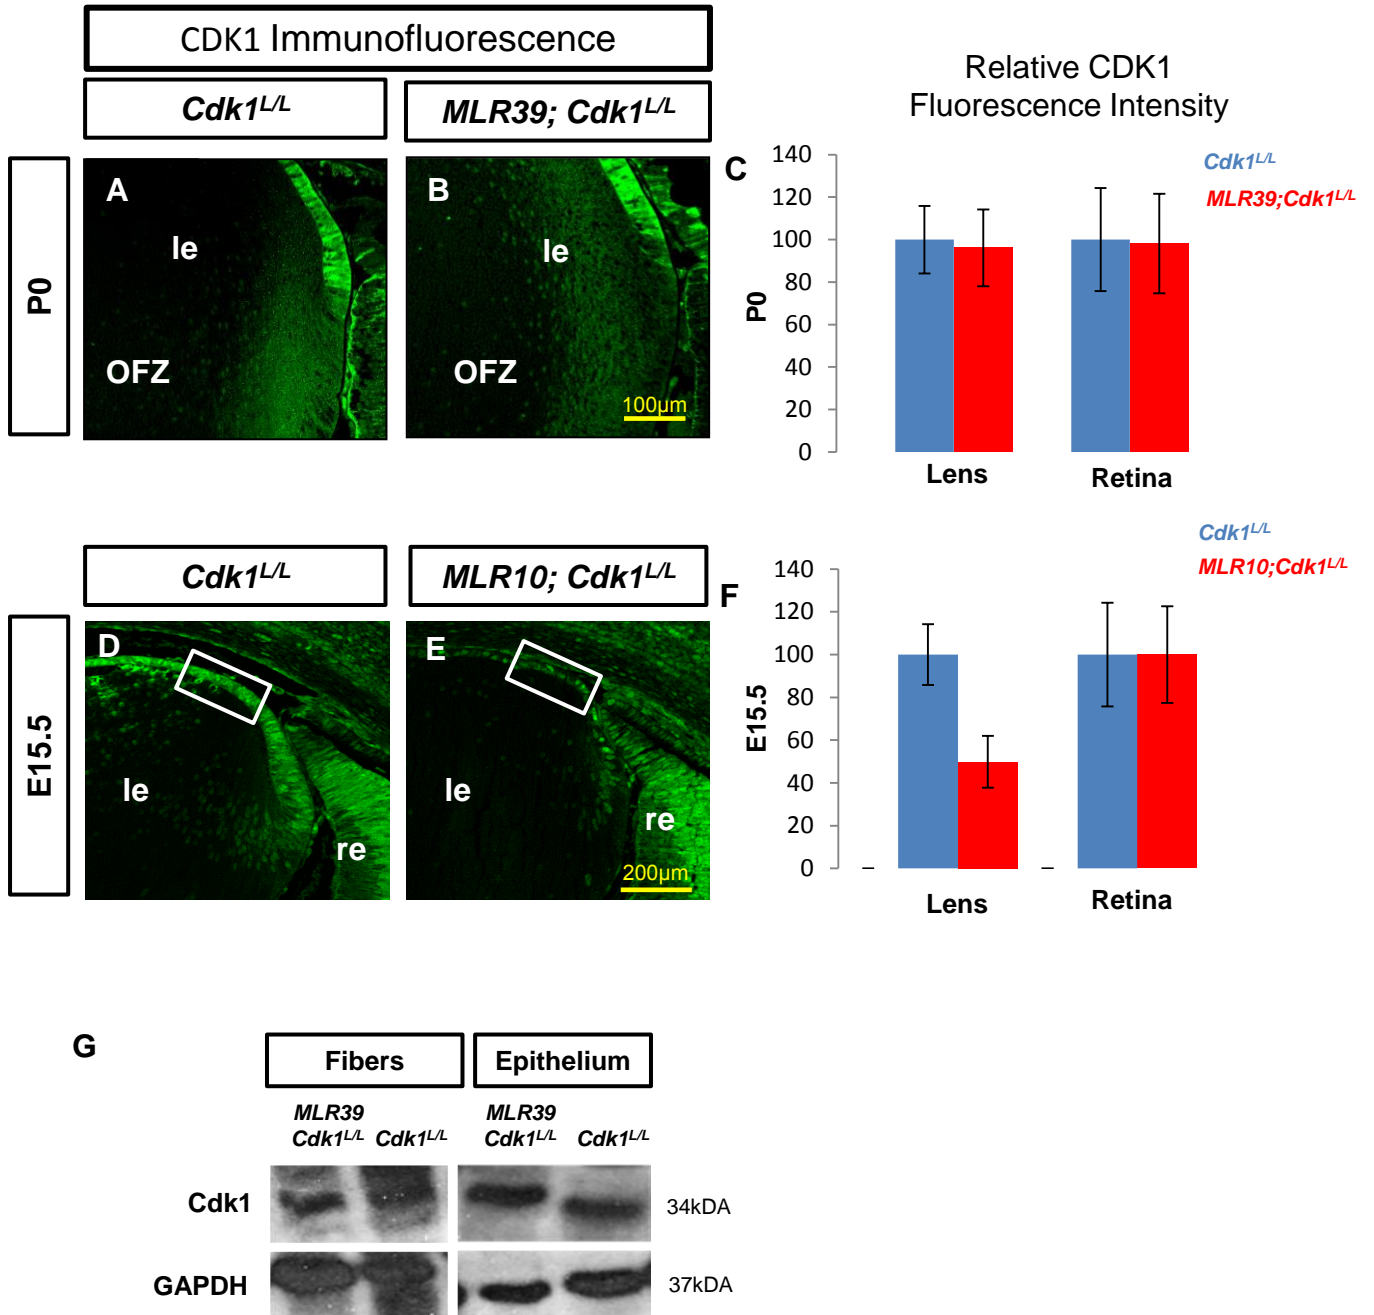 CDK1 Immunofluorescence
Cdk1L/L
MLR39; Cdk1L/L
Relative CDK1
Fluorescence Intensity
P0
A
le
OFZ
B
le
OFZ
100µm
C
Cdk1L/L
MLR39;Cdk1L/L
P0
140
120
100
80
60
40
20
0
Lens
Retina
Cdk1L/L
MLR10; Cdk1L/L
E15.5
D
le
re
E
le
re
200µm
F
Cdk1L/L
MLR10;Cdk1L/L
E15.5
140
120
100
80
60
40
20
0
Lens
Retina
G
Fibers
Epithelium
MLR39
Cdk1L/L
Cdk1L/L
MLR39
Cdk1L/L
Cdk1L/L
Cdk1
34kDA
GAPDH
37kDA